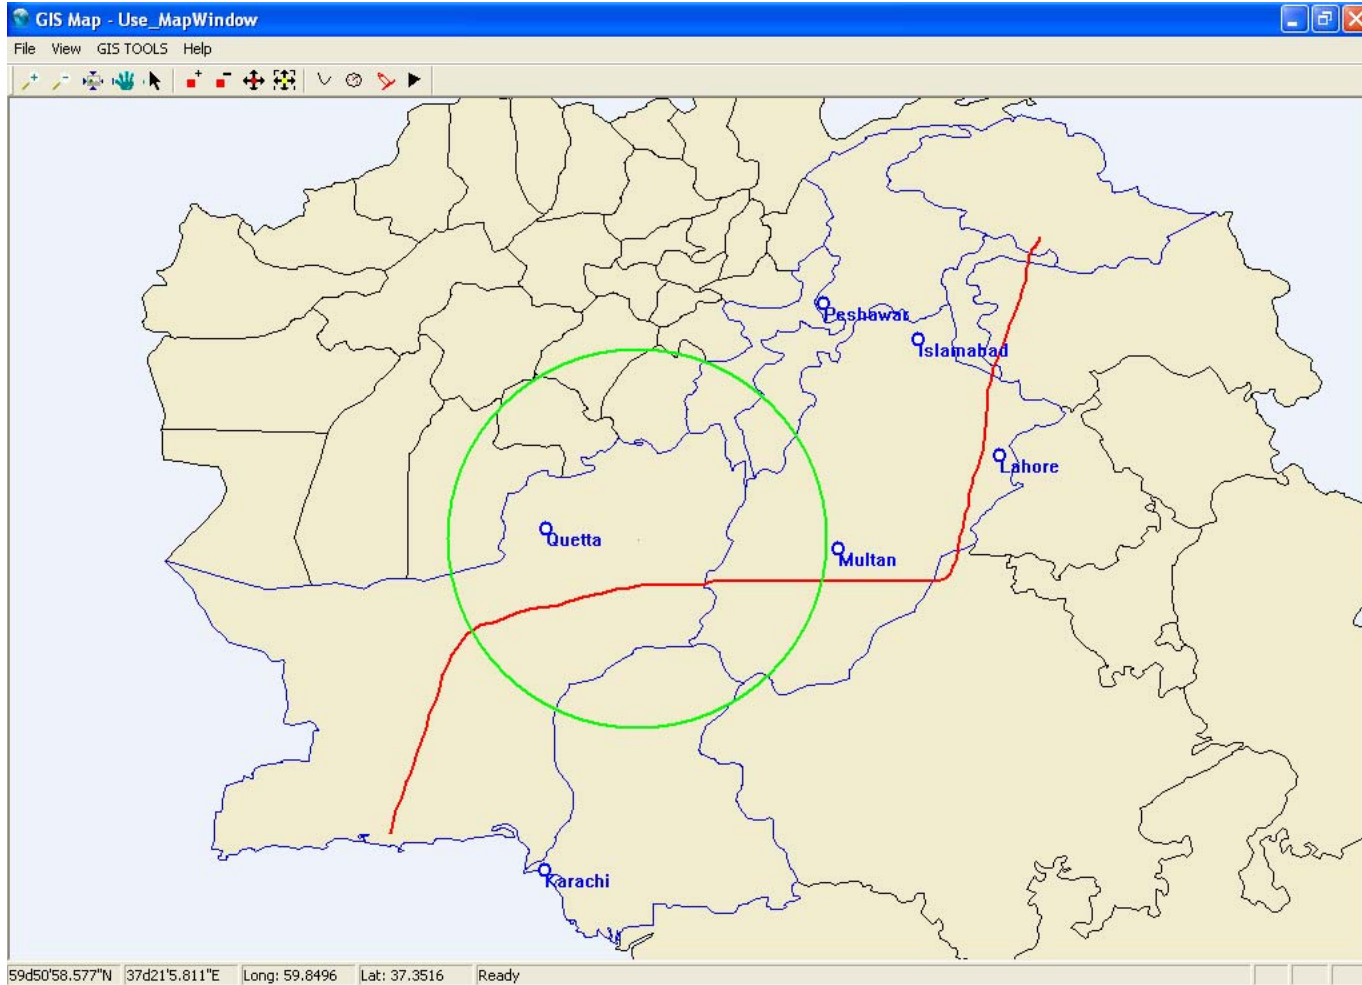 GIS Map - Use_MapWindow
File View GIS TOOLS Help
Peshawar
Islamabad
Lahore
Quetta
Multan
Karachi
59d50'58.577"N 37d21'5.811"E Long: 59.8496 Lat: 37.3516 Ready